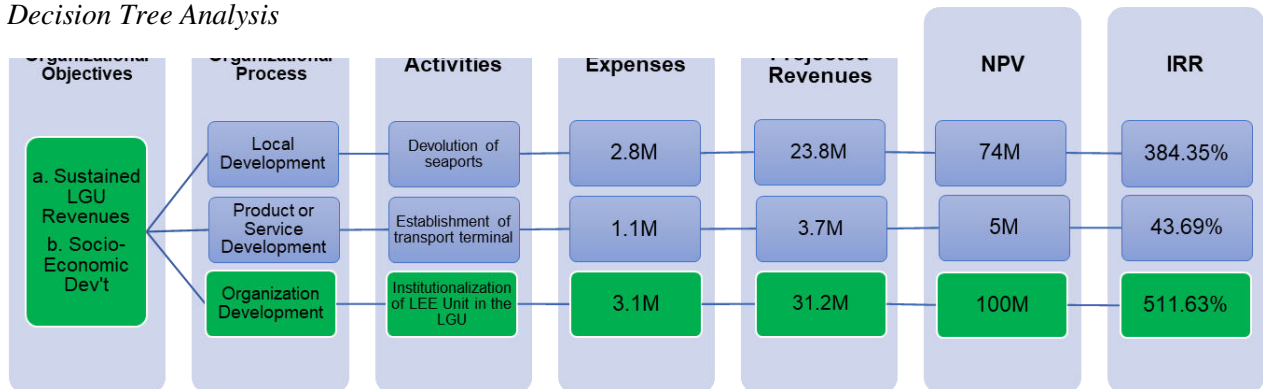 Decision Tree Analysis
Organizational
Objectives
Organizational
Process
Activities
Expenses
Projected
Revenues
NPV
IRR
a. Sustained
LGU
Revenues
b. Socio-
Economic
Dev't
Local
Development
Devolution of
seaports
2.8M
23.8M
74M
384.35%
Product or
Service
Development
Establishment of
transport terminal
1.1M
3.7M
5M
43.69%
Organization
Development
Institutionalization
of LEE Unit in the
LGU
3.1M
31.2M
100M
511.63%